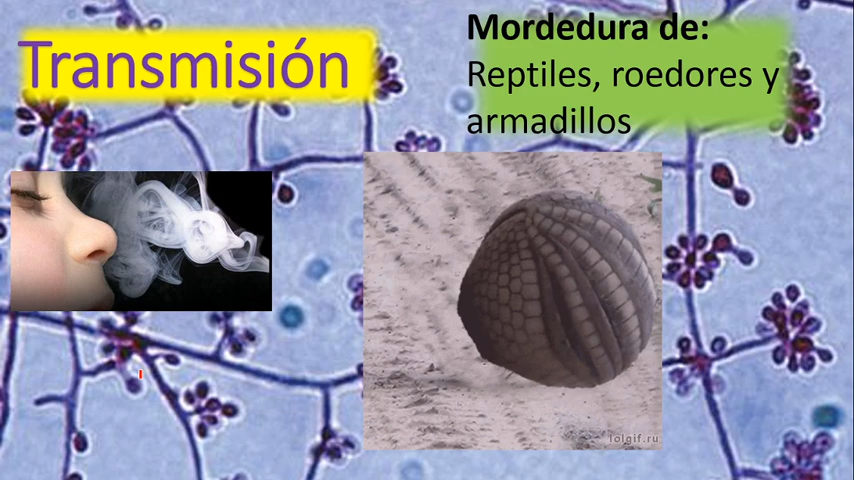 Transmisión
Mordedura de:
Reptiles, roedores y
armadillos
lolgif.ru